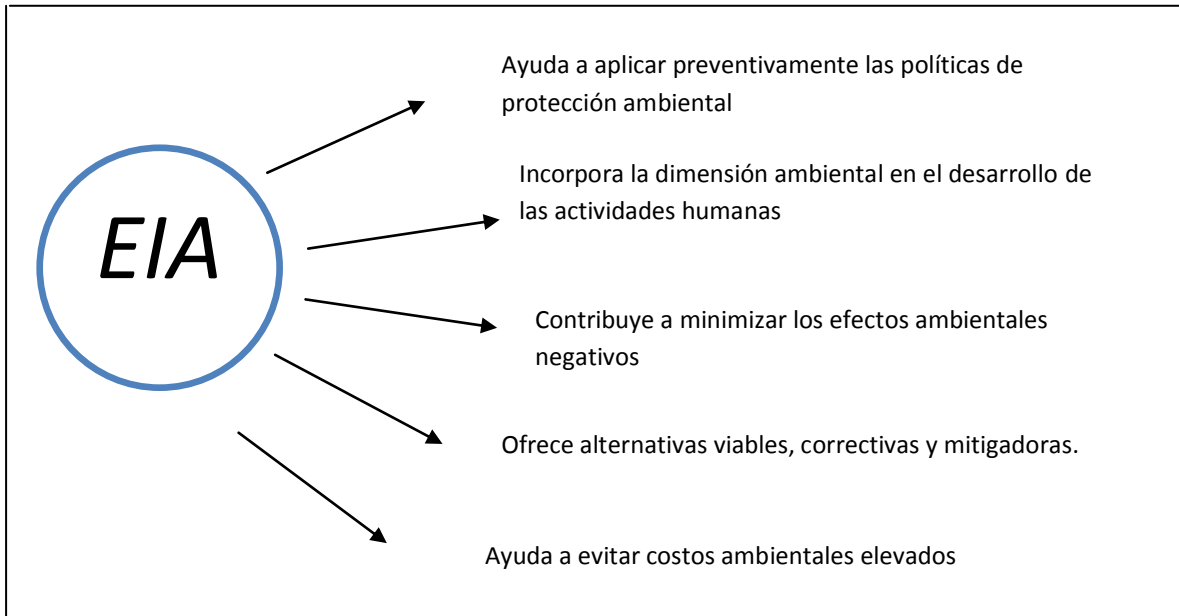 Ayuda a aplicar preventivamente las políticas de
protección ambiental
Incorpora la dimensión ambiental en el desarrollo de
las actividades humanas
EIA
Contribuye a minimizar los efectos ambientales
negativos
Ofrece alternativas viables, correctivas y mitigadoras.
Ayuda a evitar costos ambientales elevados